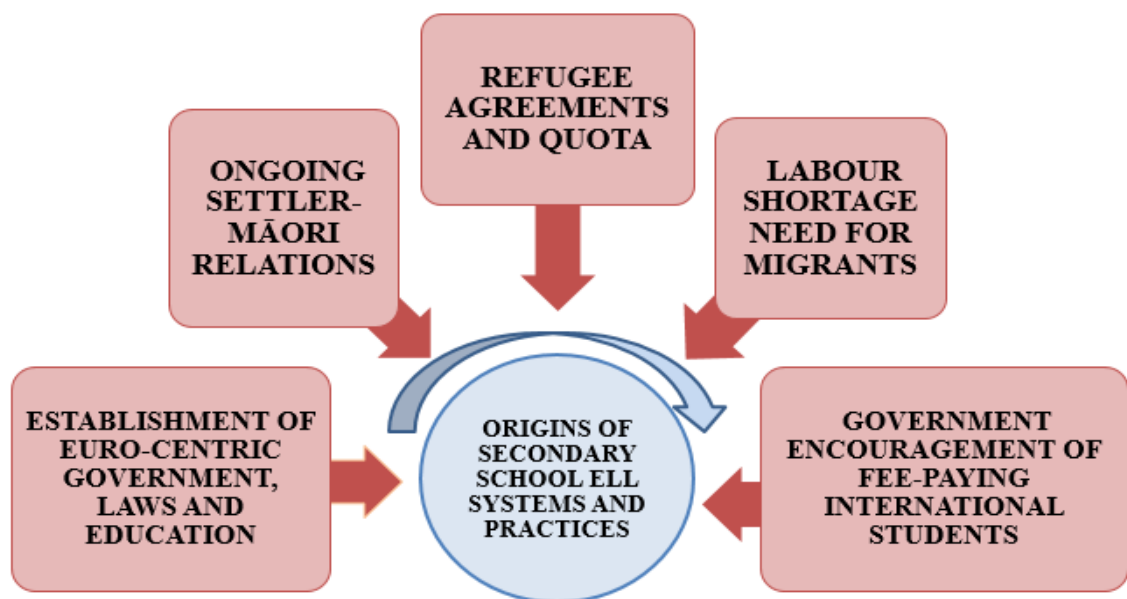 REFUGEE
AGREEMENTS
AND QUOTA
ONGOING
SETTLER-
MĀORI
RELATIONS
LABOUR
SHORTAGE
NEED FOR
MIGRANTS
ESTABLISHMENT OF
EURO-CENTRIC
GOVERNMENT,
LAWS AND
EDUCATION
ORIGINS OF
SECONDARY
SCHOOL ELL
SYSTEMS AND
PRACTICES
GOVERNMENT
ENCOURAGEMENT OF
FEE-PAYING
INTERNATIONAL
STUDENTS